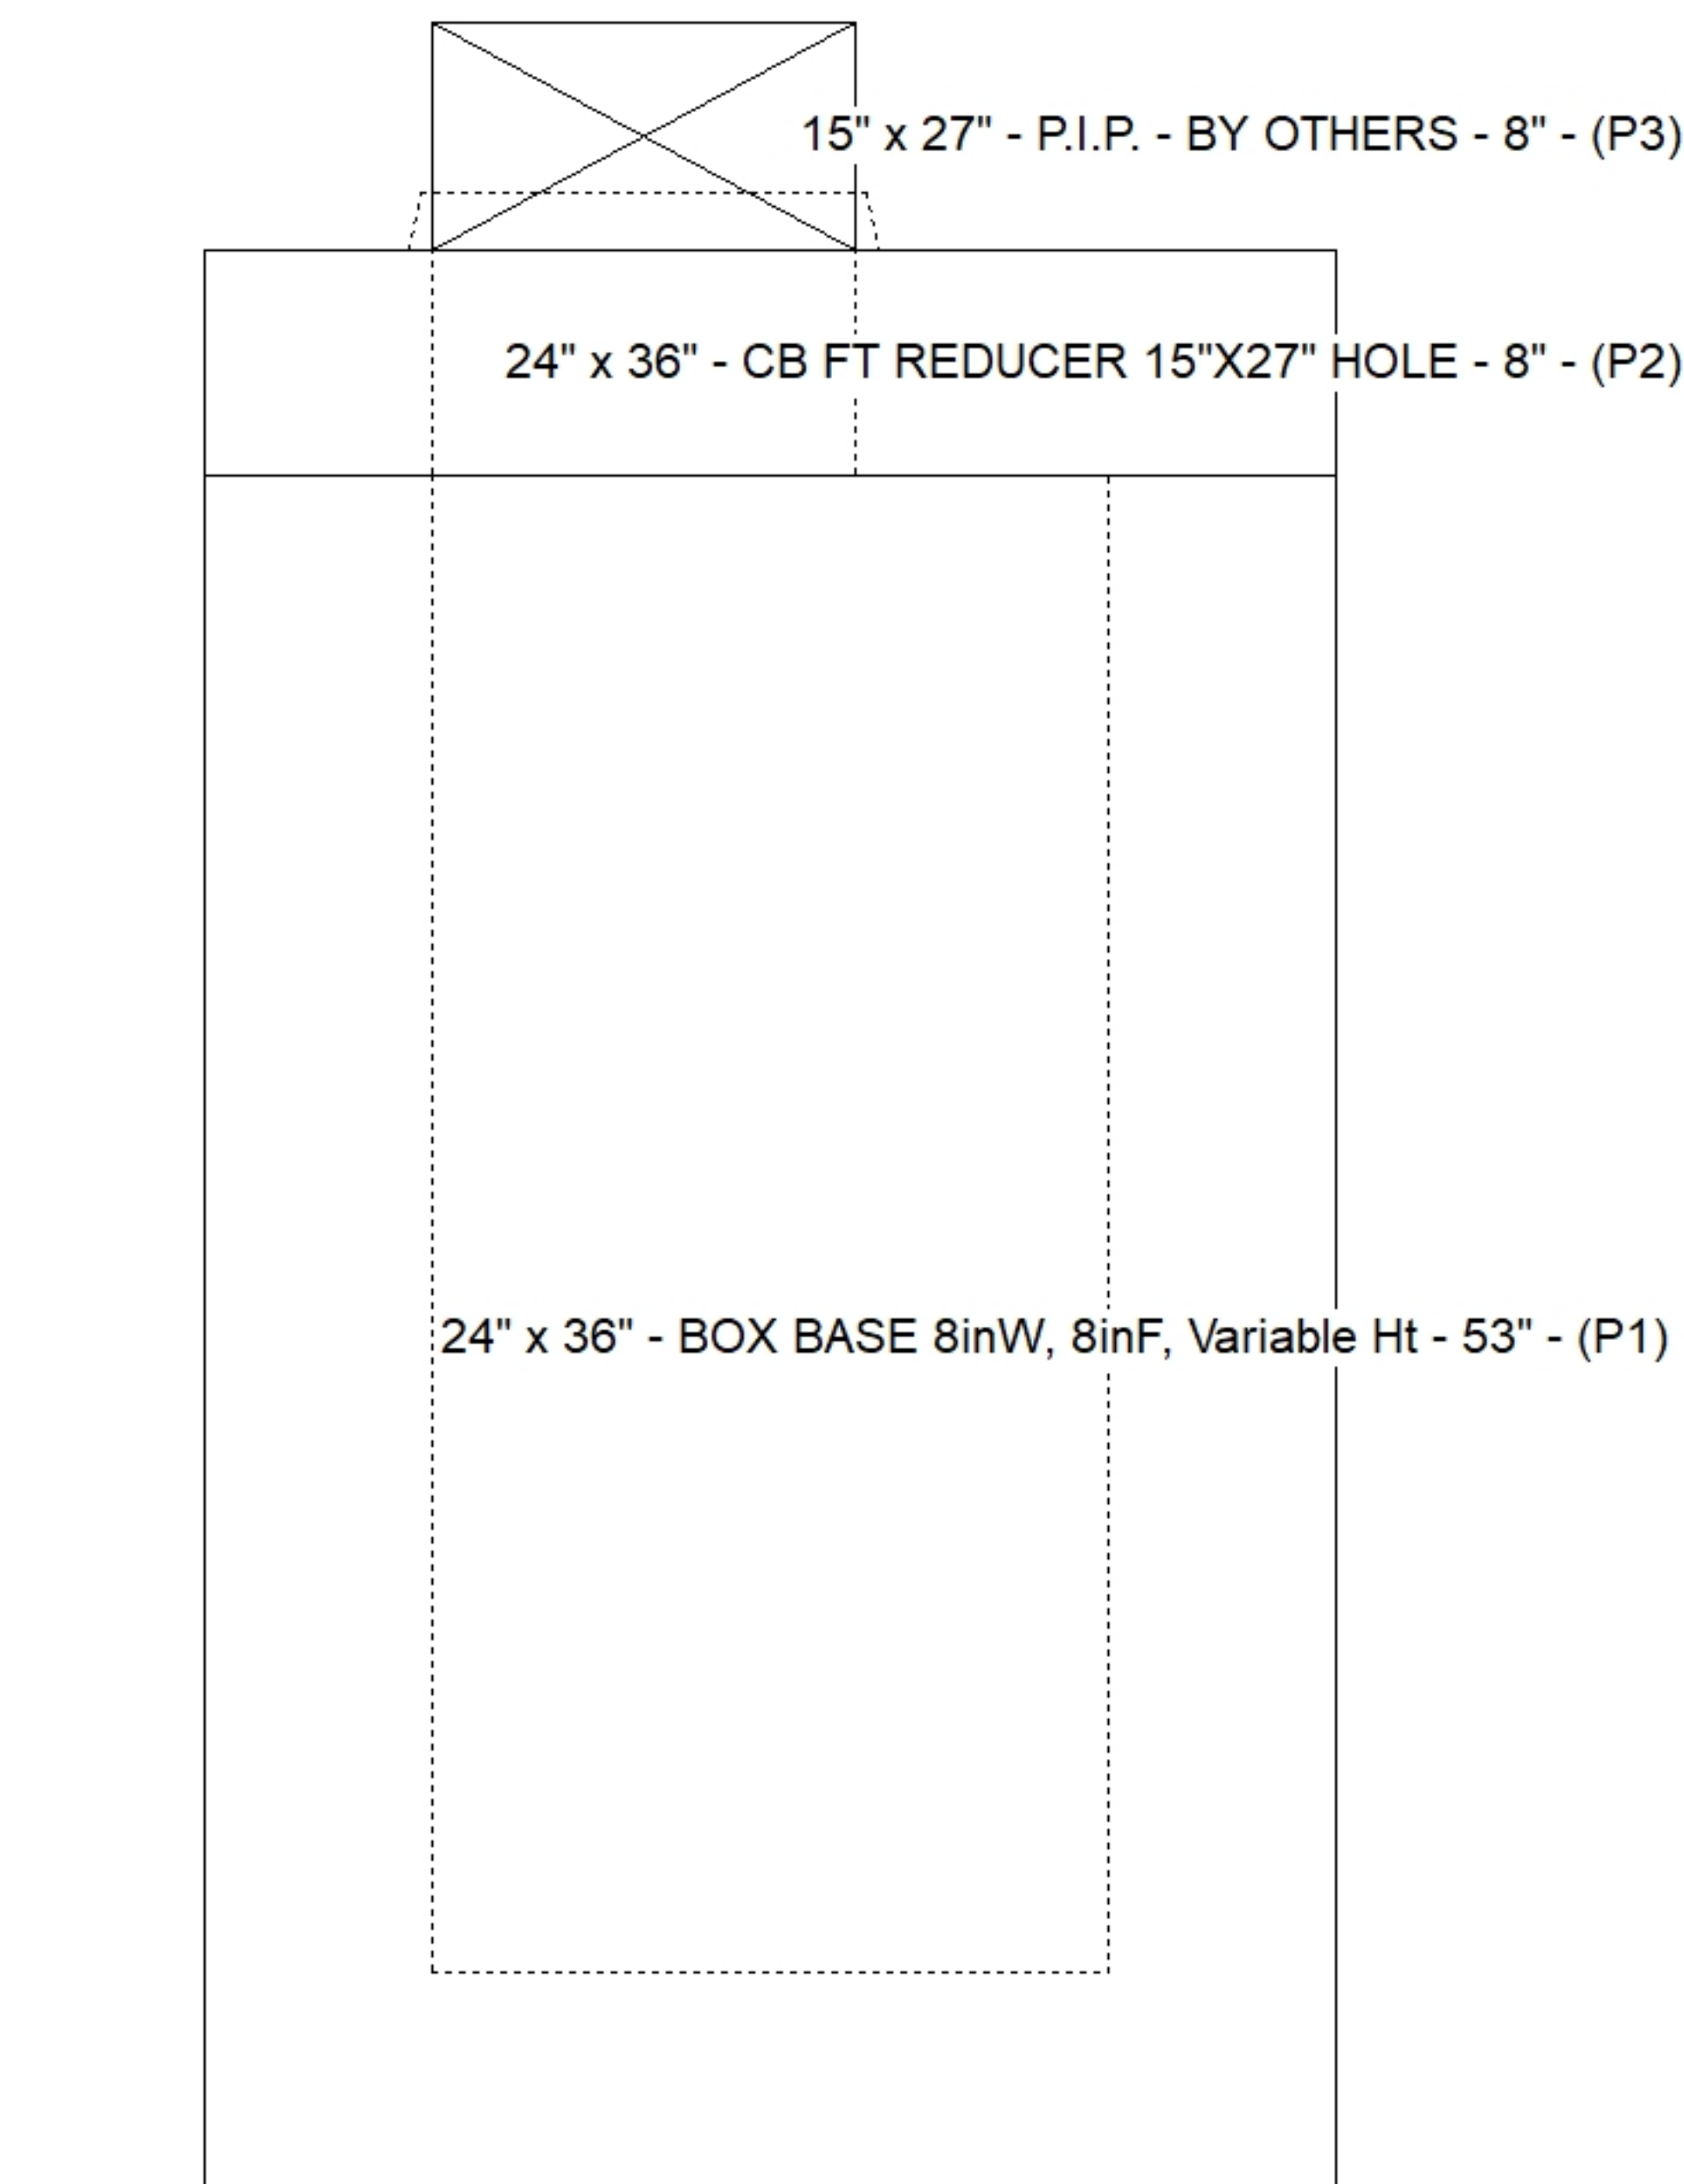 15" x 27" - P.I.P. - BY OTHERS - 8" - (P3)
24" x 36" - CB FT REDUCER 15"X27" HOLE - 8" - (P2)
24" x 36" - BOX BASE 8inW, 8inF, Variable Ht - 53" - (P1)